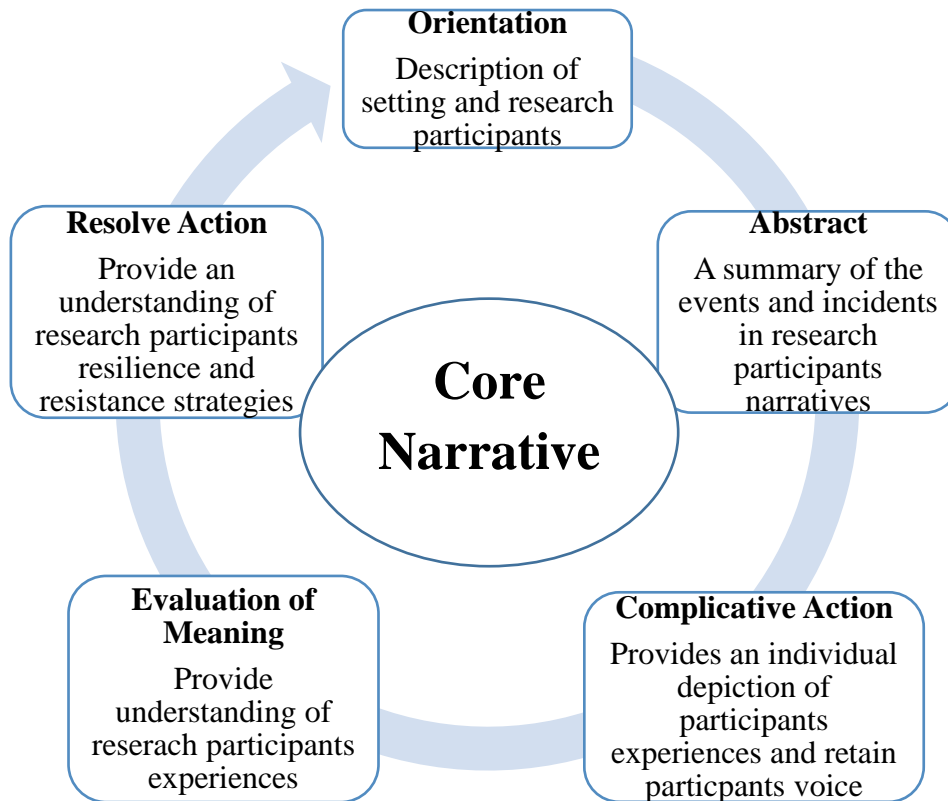 Orientation
Description of
setting and research
participants
Abstract
A summary of the
events and incidents
in research
participants
narratives
Complicative Action
Provides an individual
depiction of
participants
experiences and retain
particpants voice
Evaluation of
Meaning
Provide
understanding of
reserach participants
experiences
Resolve Action
Provide an
understanding of
research participants
resilience and
resistance strategies
Core
Narrative